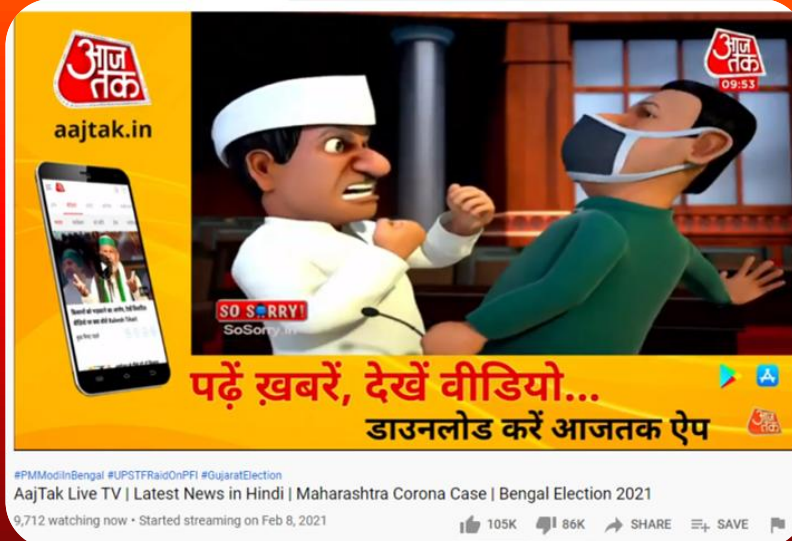 आज
तक
aajtak.in
आज
तक
09:53
SO SORRY!
SoSorry.in
पढ़ें ख़बरें, देखें वीडियो...
डाउनलोड करें आजतक ऐप
आज
तक
#PMModiInBengal #UPSTFRaidOnPFI #GujaratElection
AajTak Live TV | Latest News in Hindi | Maharashtra Corona Case | Bengal Election 2021
9,712 watching now • Started streaming on Feb 8, 2021
105K 86K SHARE SAVE